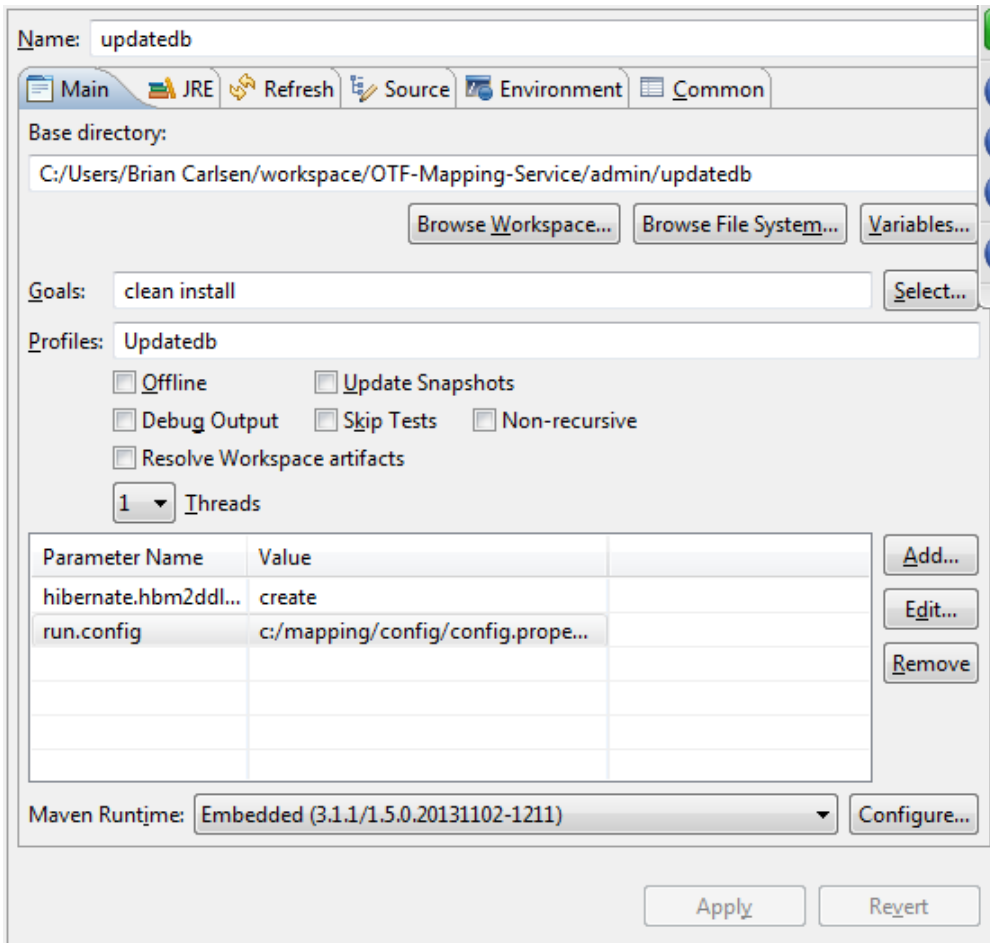 Name: updatedb
Main JRE Refresh Source Environment Common
Base directory:
C:/Users/Brian Carlsen/workspace/OTF-Mapping-Service/admin/updatedb
Browse Workspace... Browse File System... Variables...
Goals: clean install Select...
Profiles: Updatedb
Offline Update Snapshots
Debug Output Skip Tests Non-recursive
Resolve Workspace artifacts
1 Threads
Parameter Name Value Add...
hibernate.hbm2ddl... create Edit...
run.config c:/mapping/config/config.prope...
Remove
Maven Runtime: Embedded (3.1.1/1.5.0.20131102-1211) Configure...
Apply Revert